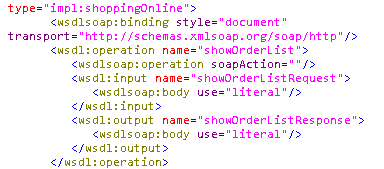 type="impl:shoppingOnline">
<wsdlsoap:binding style="document"
transport="http://schemas.xmlsoap.org/soap/http"/>
<wsdl:operation name="showOrderList">
<wsdlsoap:operation soapAction=""/>
<wsdl:input name="showOrderListRequest">
<wsdlsoap:body use="literal"/>
</wsdl:input>
<wsdl:output name="showOrderListResponse">
<wsdlsoap:body use="literal"/>
</wsdl:output>
</wsdl:operation>